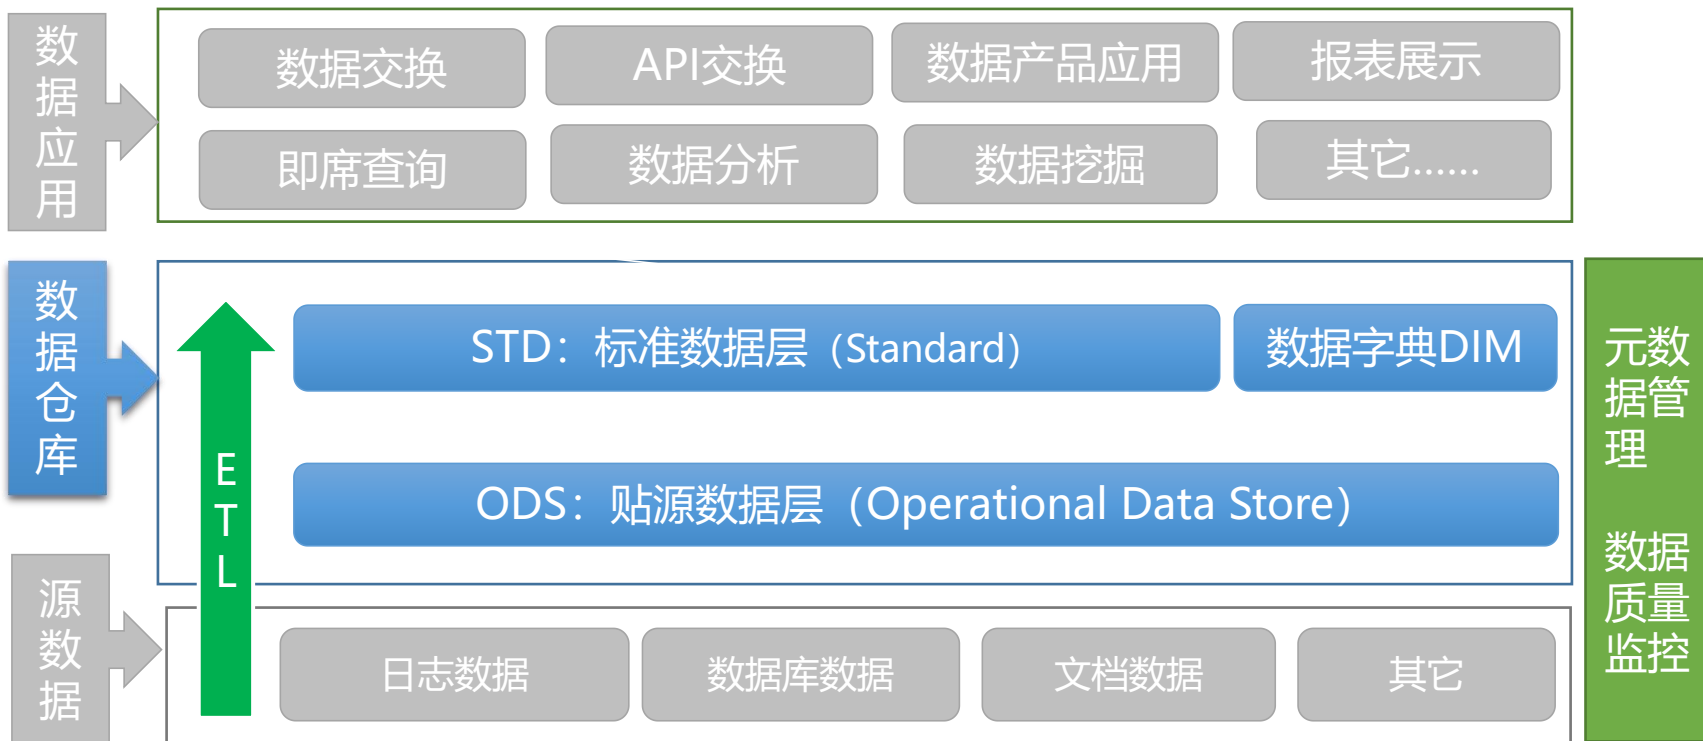 数据应用
数据交换
API交换
数据产品应用
报表展示
即席查询
数据分析
数据挖掘
其它……
数据仓库
ETL
STD：标准数据层（Standard）
数据字典DIM
ODS：贴源数据层（Operational Data Store）
元数
据管
理
数据
质量
监控
源数据
日志数据
数据库数据
文档数据
其它